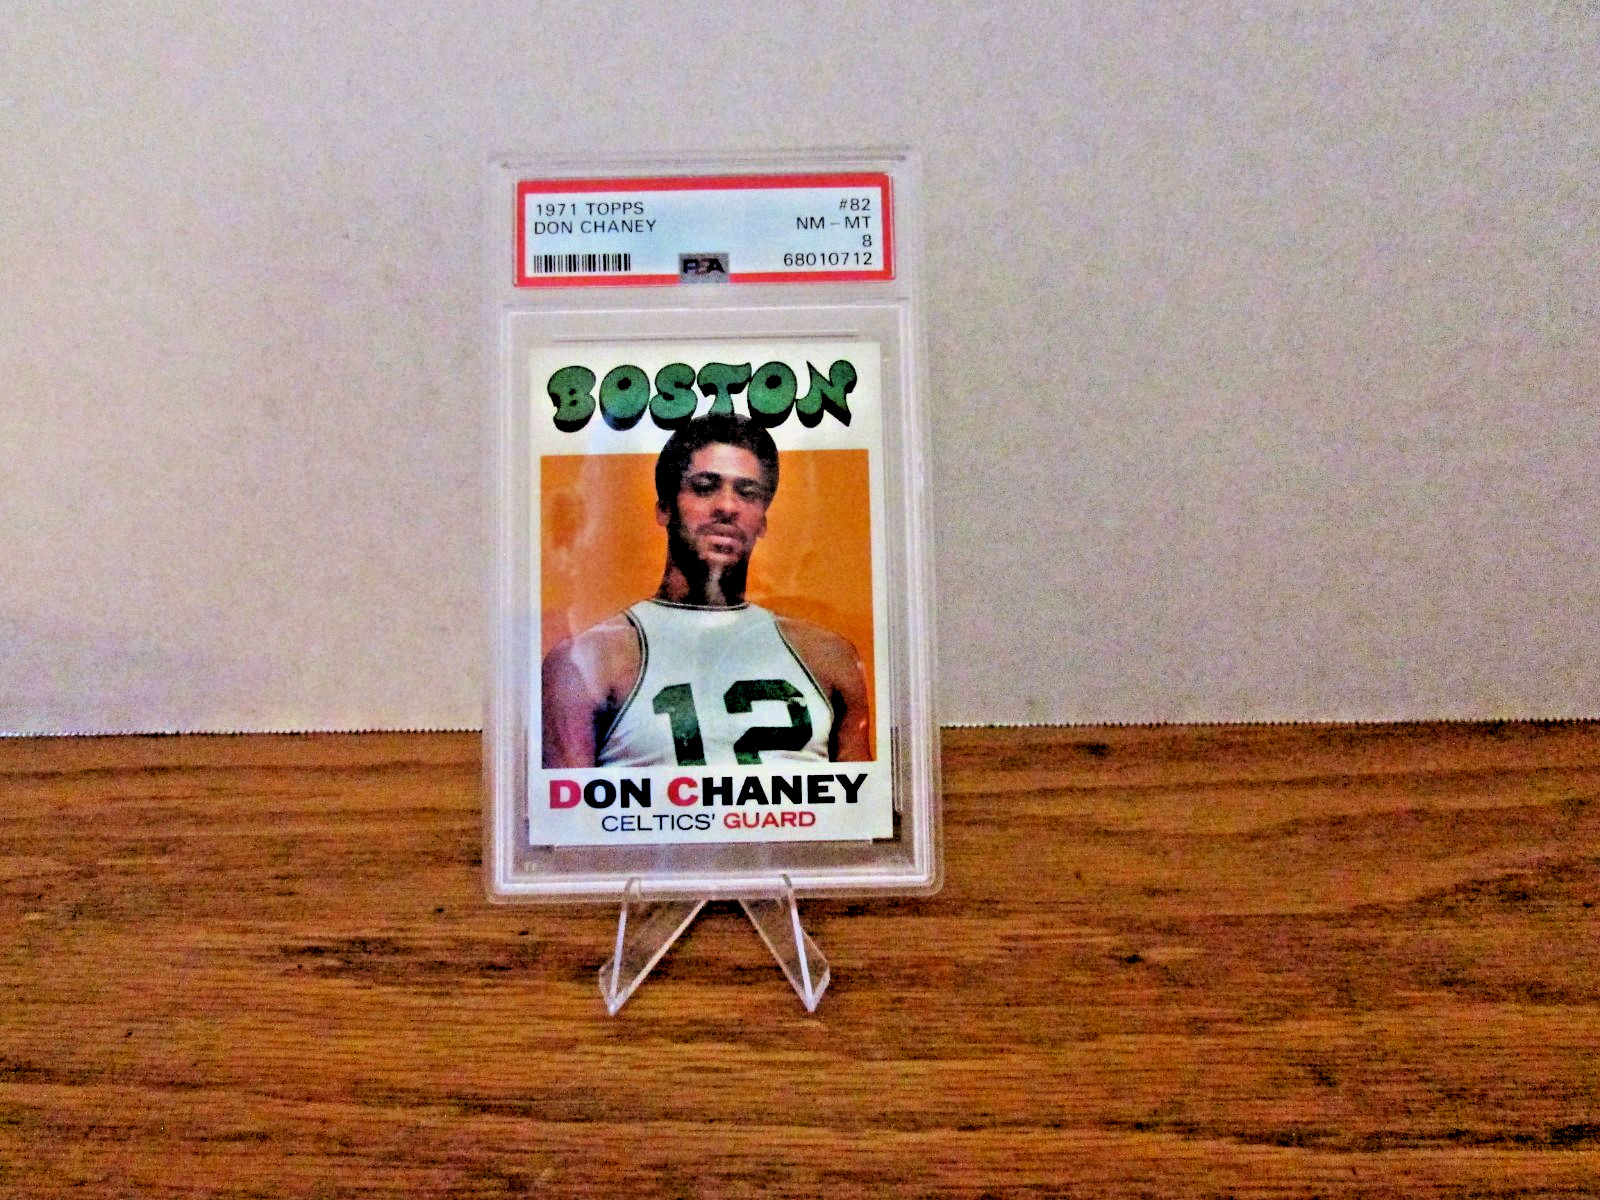 1971 TOPPS #82
DON CHANEY NM - MT
8
PSA 68010712
BOSTON
12
DON CHANEY
CELTICS' GUARD